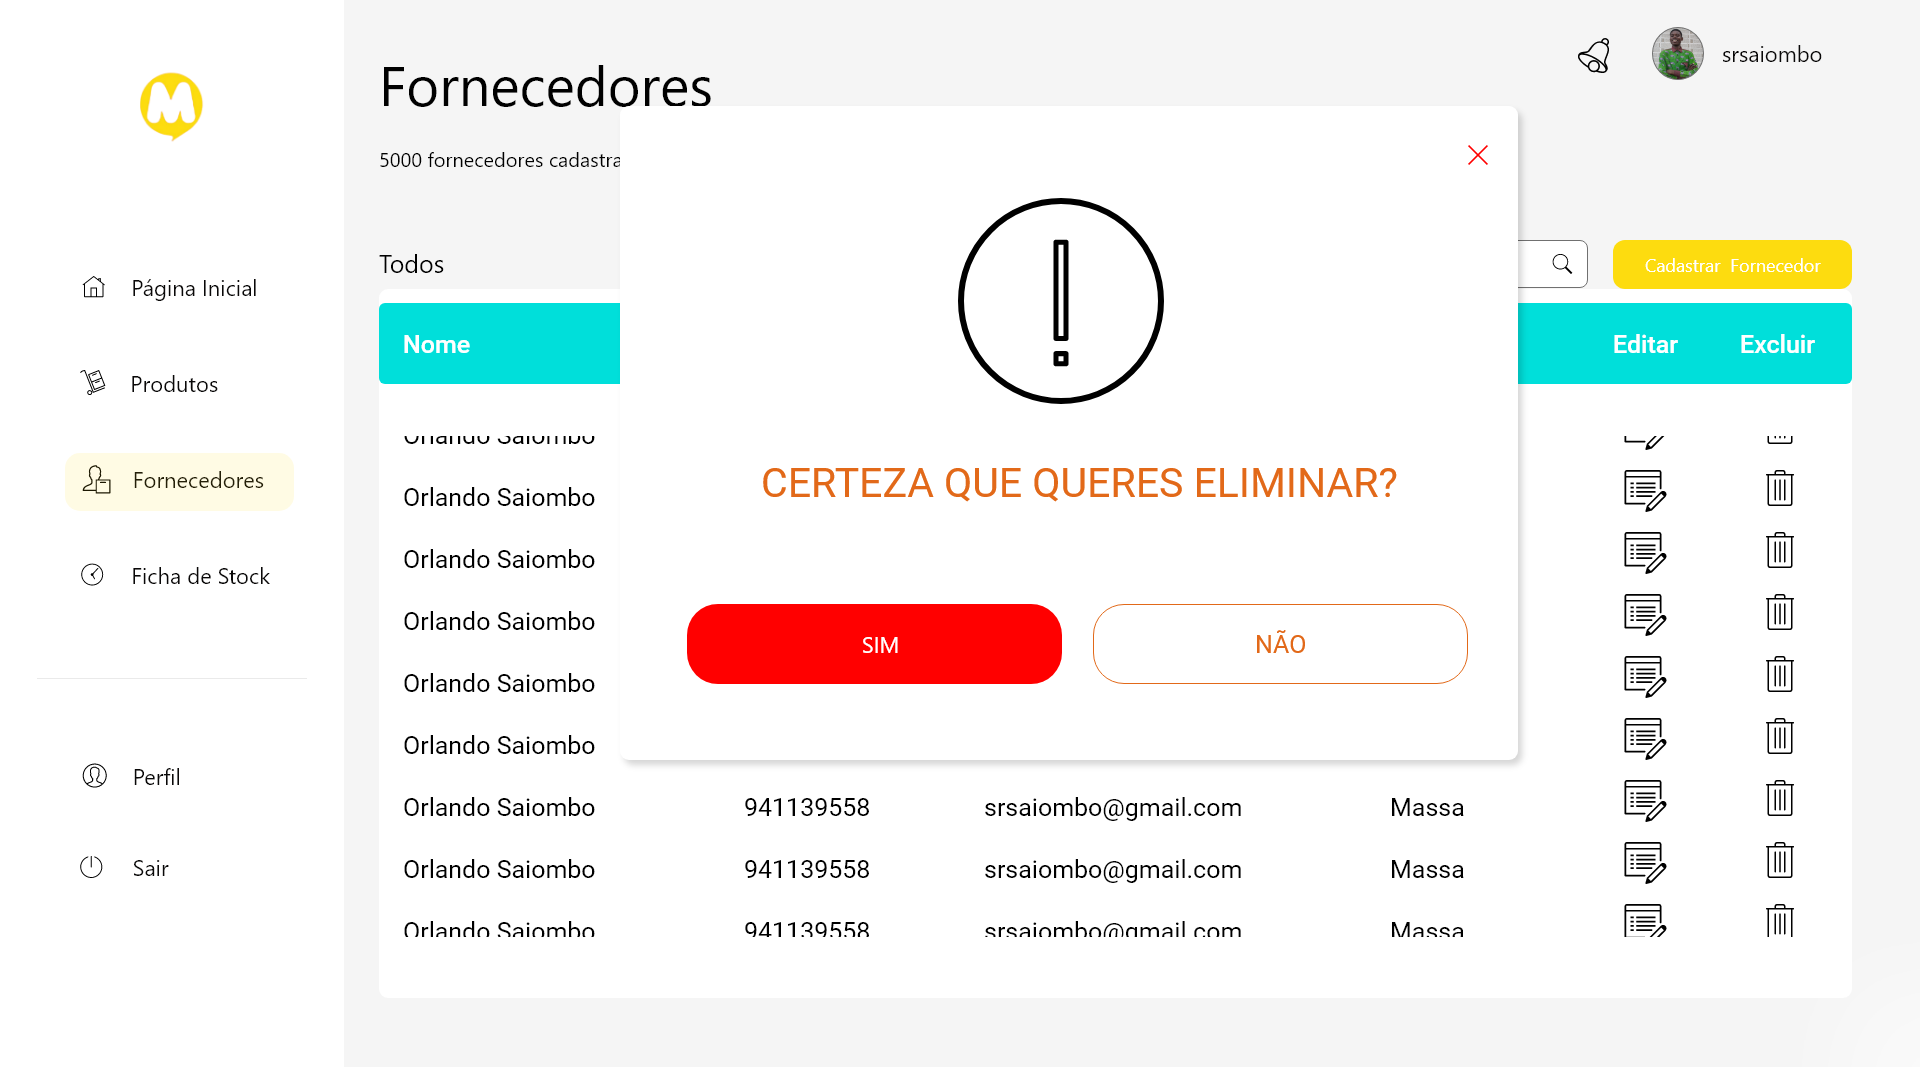 M
Fornecedores
srsaiombo
5000 fornecedores cadastra
Todos
Cadastrar Fornecedor
Página Inicial
Produtos
Fornecedores
Ficha de Stock
Perfil
Sair
Nome
Editar
Excluir
CERTEZA QUE QUERES ELIMINAR?
SIM
NÃO
Orlando Saiombo
Orlando Saiombo
Orlando Saiombo
Orlando Saiombo
Orlando Saiombo
Orlando Saiombo
Orlando Saiombo 941139558 srsaiombo@gmail.com Massa
Orlando Saiombo 941139558 srsaiombo@gmail.com Massa
Orlando Saiombo 941139558 srsaiombo@gmail.com Massa